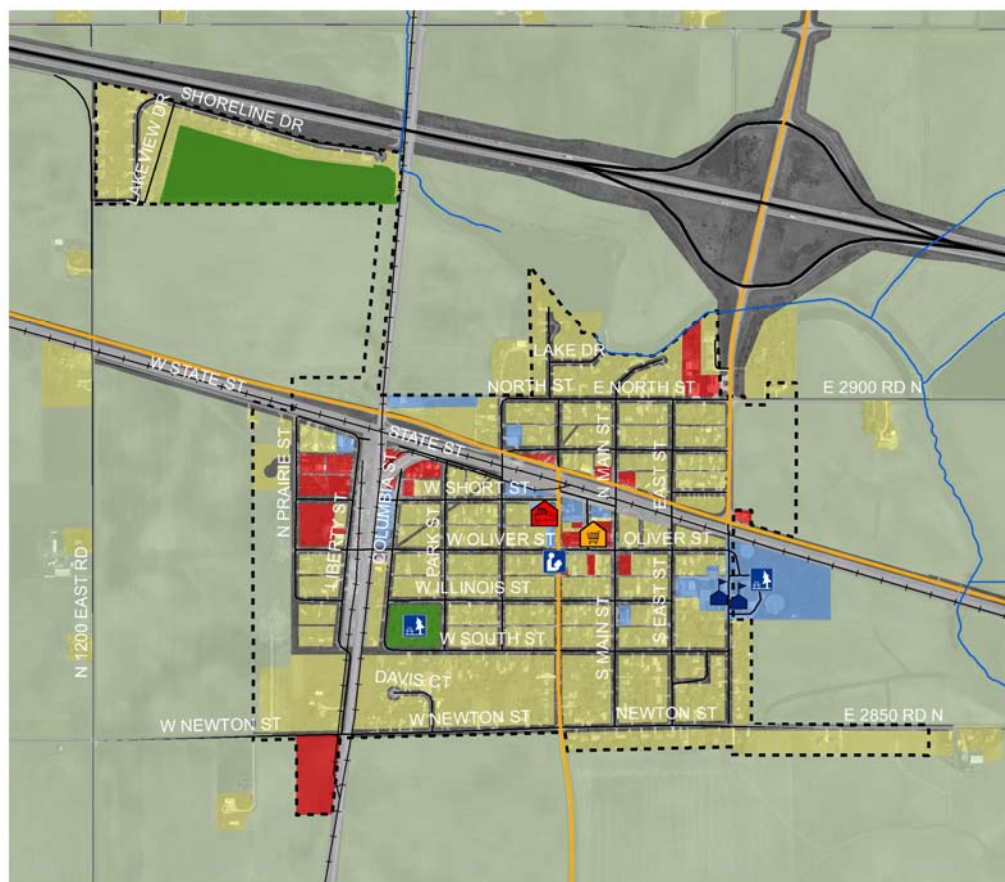 SHORELINE DR
LAKEVIEW DR
W STATE ST
LAKE DR
NORTH ST
E NORTH ST
E 2900 RD N
STATE ST
N PRAIRIE ST
COLUMBIA ST
N MAIN ST
EAST ST
W SHORT ST
LIBERTY ST
PARK ST
W OLIVER ST
OLIVER ST
N 1200 EAST RD
W ILLINOIS ST
W SOUTH ST
S MAIN ST
S EAST ST
DAVIS CT
W NEWTON ST
W NEWTON ST
NEWTON ST
E 2850 RD N